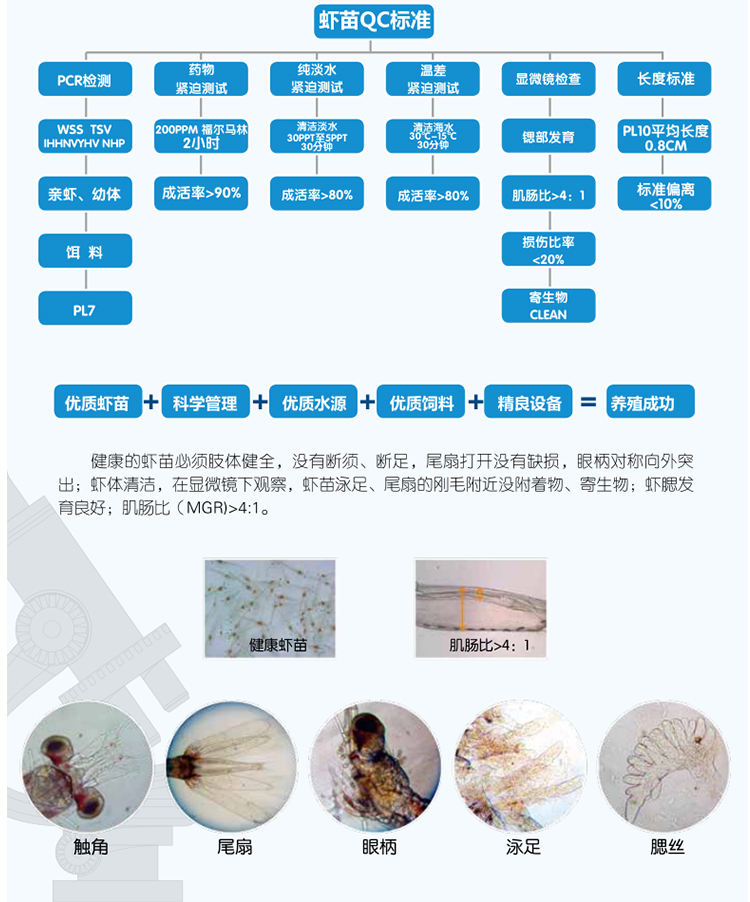 虾苗QC标准
PCR检测
药物
紧迫测试
纯淡水
紧迫测试
温差
紧迫测试
显微镜检查
长度标准
WSS TSV
IHHNVYHV NHP
200PPM 福尔马林
2小时
清洁淡水
30PPT至5PPT
30分钟
清洁海水
30℃-15℃
30分钟
鳃部发育
PL10平均长度
0.8CM
亲虾、幼体
成活率>90%
成活率>80%
成活率>80%
肌肠比>4：1
标准偏离
<10%
饵 料
损伤比率
<20%
PL7
寄生物
CLEAN
优质虾苗+科学管理+优质水源+优质饲料+精良设备=养殖成功
健康的虾苗必须肢体健全，没有断须、断足，尾扇打开没有缺损，眼柄对称向外突
出；虾体清洁，在显微镜下观察，虾苗泳足、尾扇的刚毛附近没附着物、寄生物；虾腮发
育良好；肌肠比（MGR)>4:1。
健康虾苗
肌肠比>4：1
触角
尾扇
眼柄
泳足
腮丝